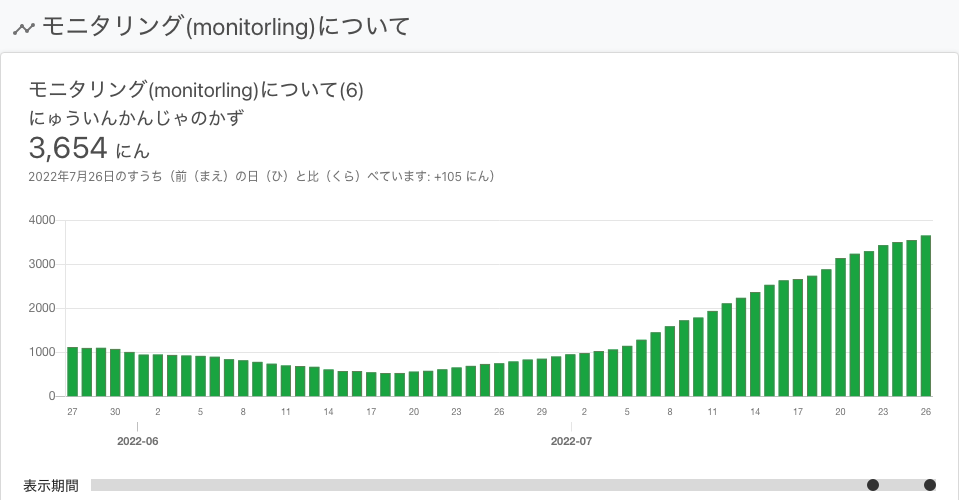 モニタリング(monitorling)について
モニタリング(monitorling)について(6)
にゅういんかんじゃのかず
3,654 にん
2022年7月26日のすうち（前（まえ）の日（ひ）と比（くら）べています: +105 にん）
4000
3000
2000
1000
0
27 30 2 5 8 11 14 17 20 23 26 29 2 5 8 11 14 17 20 23 26
2022-06 2022-07
表示期間